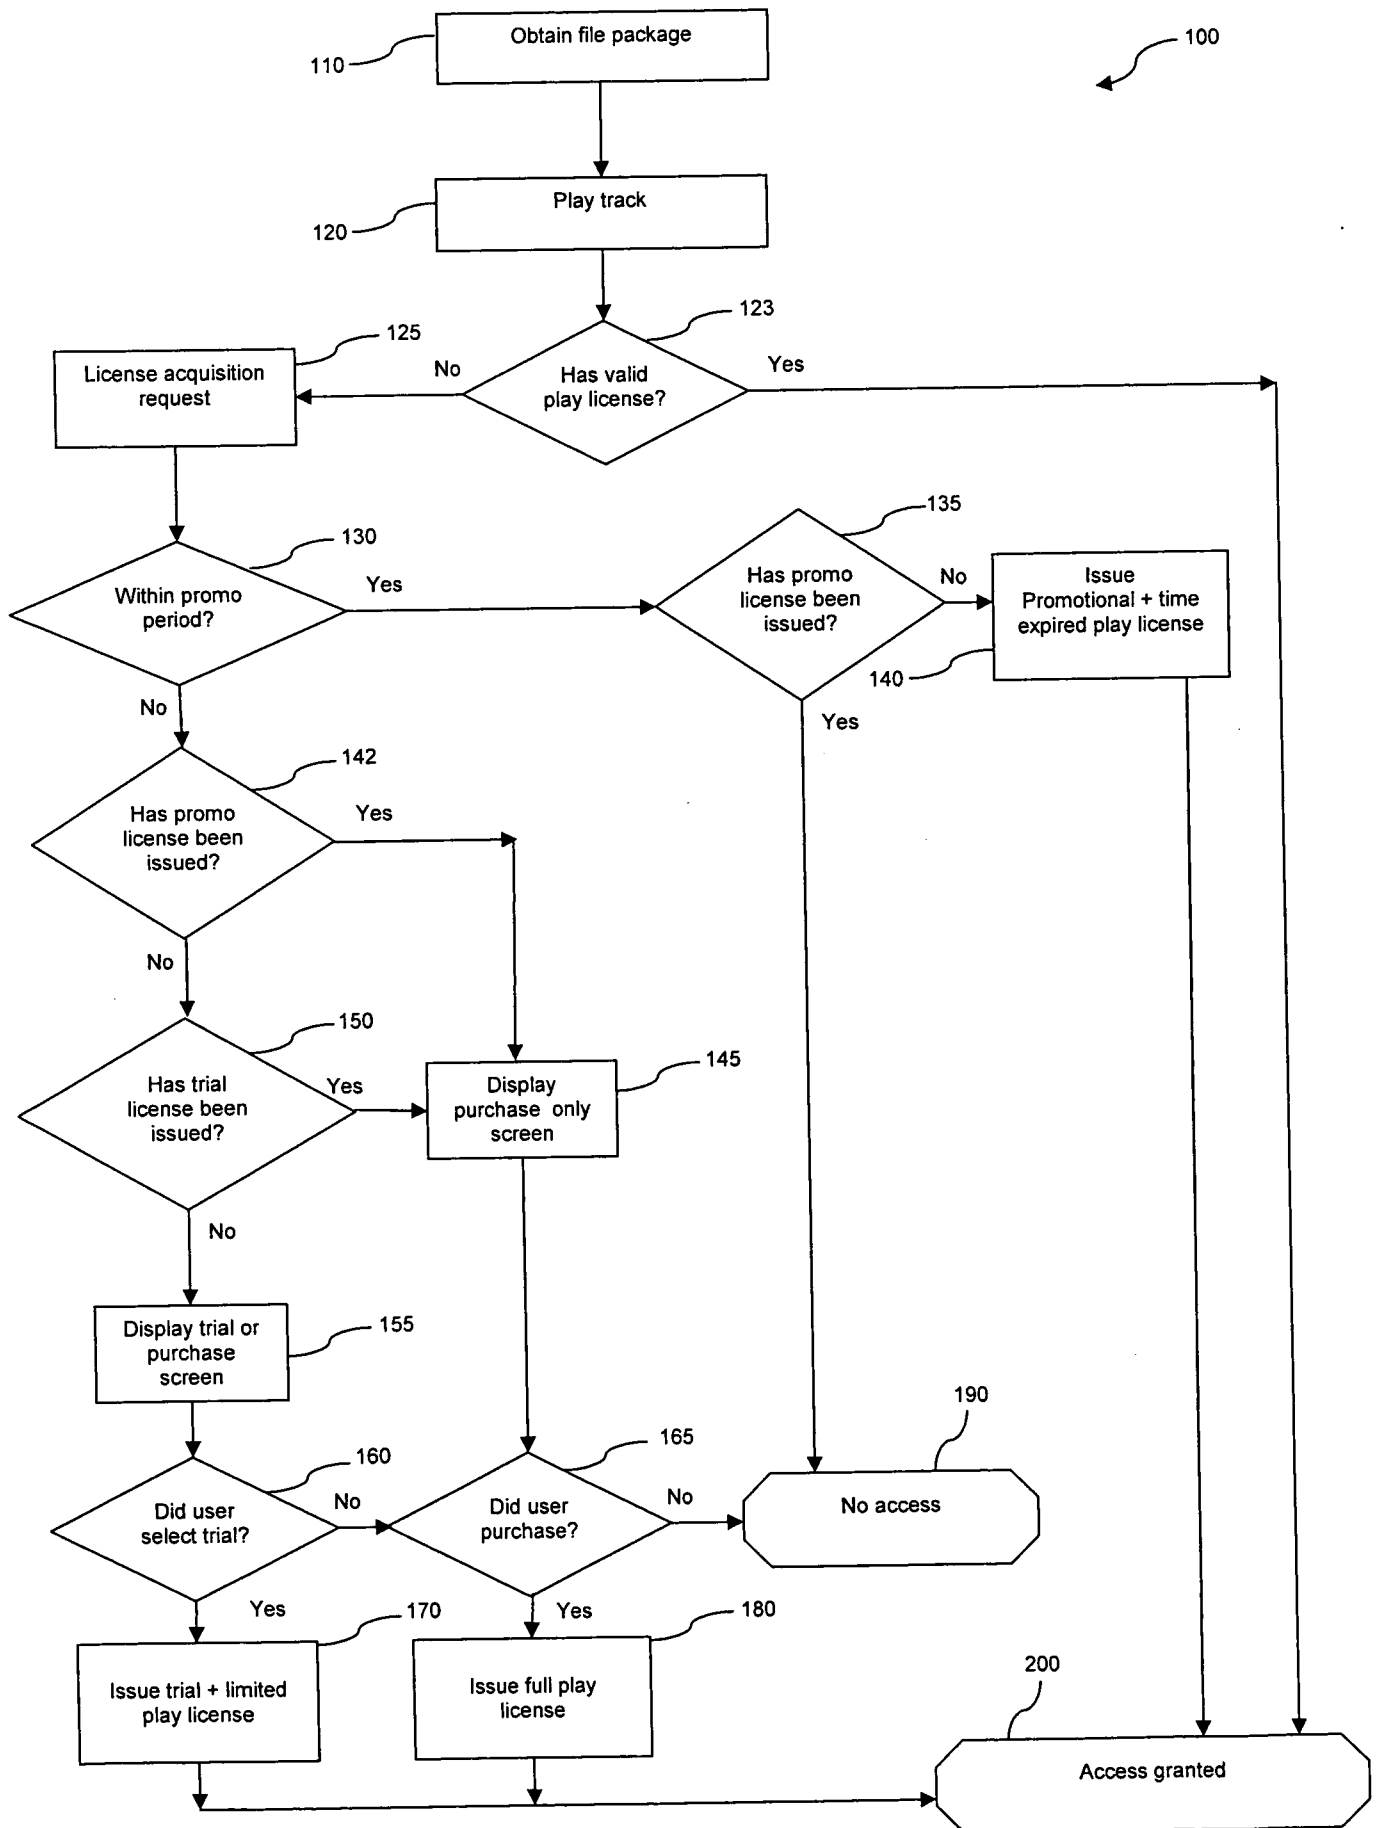 Obtain file package
100
110
Play track
120
123
125
License acquisition
request
No
Has valid
play license?
Yes
130
Within promo
period?
Yes
135
Has promo
license been
issued?
No
Issue
Promotional + time
expired play license
140
No
Yes
142
Has promo
license been
issued?
Yes
No
150
Has trial
license been
issued?
Yes
145
Display
purchase only
screen
No
Display trial or
purchase
screen
155
190
160
165
Did user
select trial?
No
Did user
purchase?
No
No access
Yes
170
Yes
180
Issue trial + limited
play license
Issue full play
license
200
Access granted